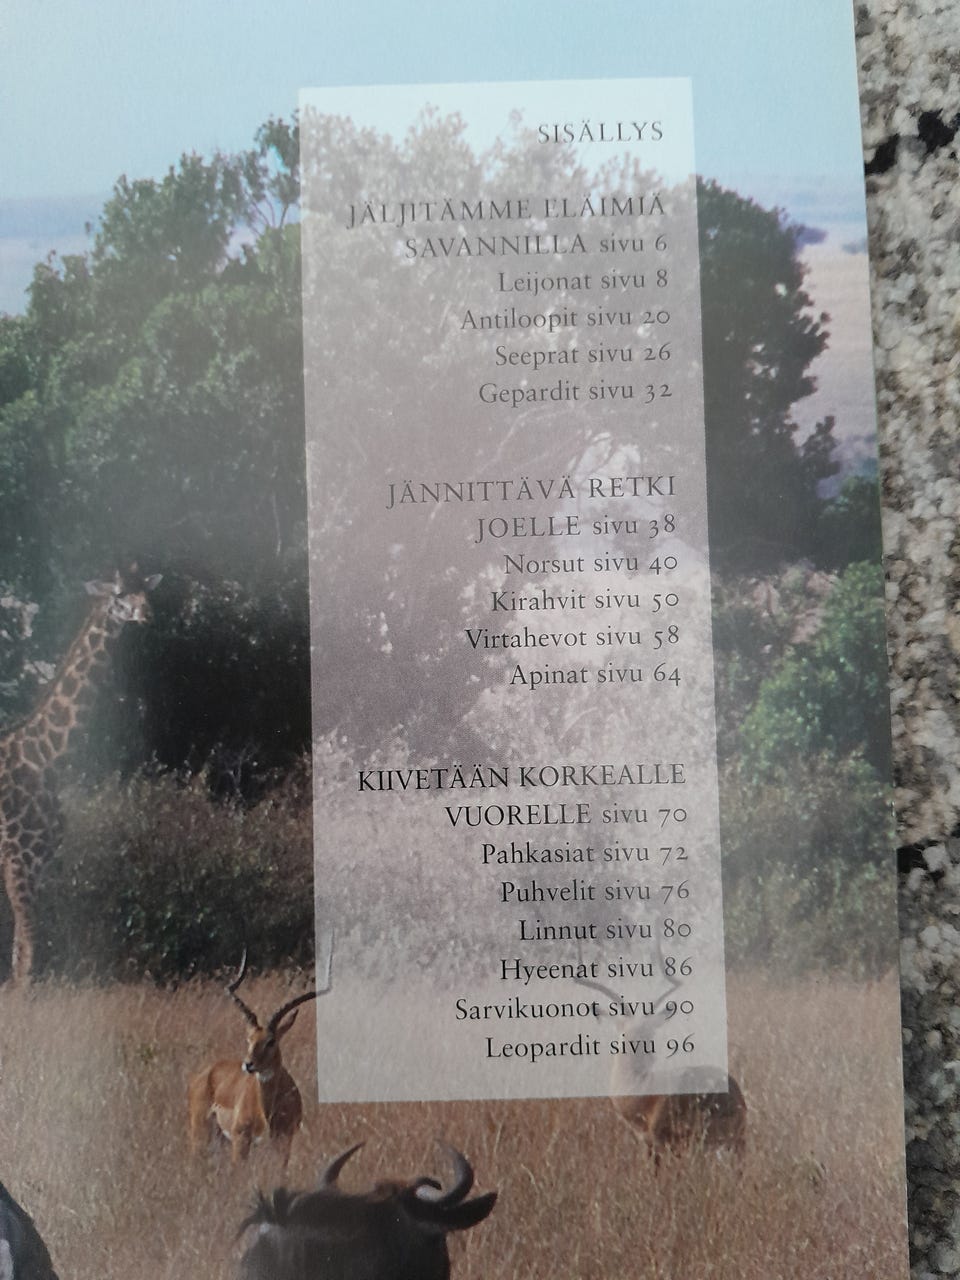 SISÄLLYS
JÄLJITÄMME ELÄIMIÄ
SAVANNILLA sivu 6
Leijonat sivu 8
Antiloopit sivu 20
Seeprat sivu 26
Gepardit sivu 32
JÄNNITTÄVÄ RETKI
JOELLE sivu 38
Norsut sivu 40
Kirahvit sivu 50
Virtahevot sivu 58
Apinat sivu 64
KIIVETÄÄN KORKEALLE
VUORELLE sivu 70
Pahkasiat sivu 72
Puhvelit sivu 76
Linnut sivu 80
Hyeenat sivu 86
Sarvikuonot sivu 90
Leopardit sivu 96